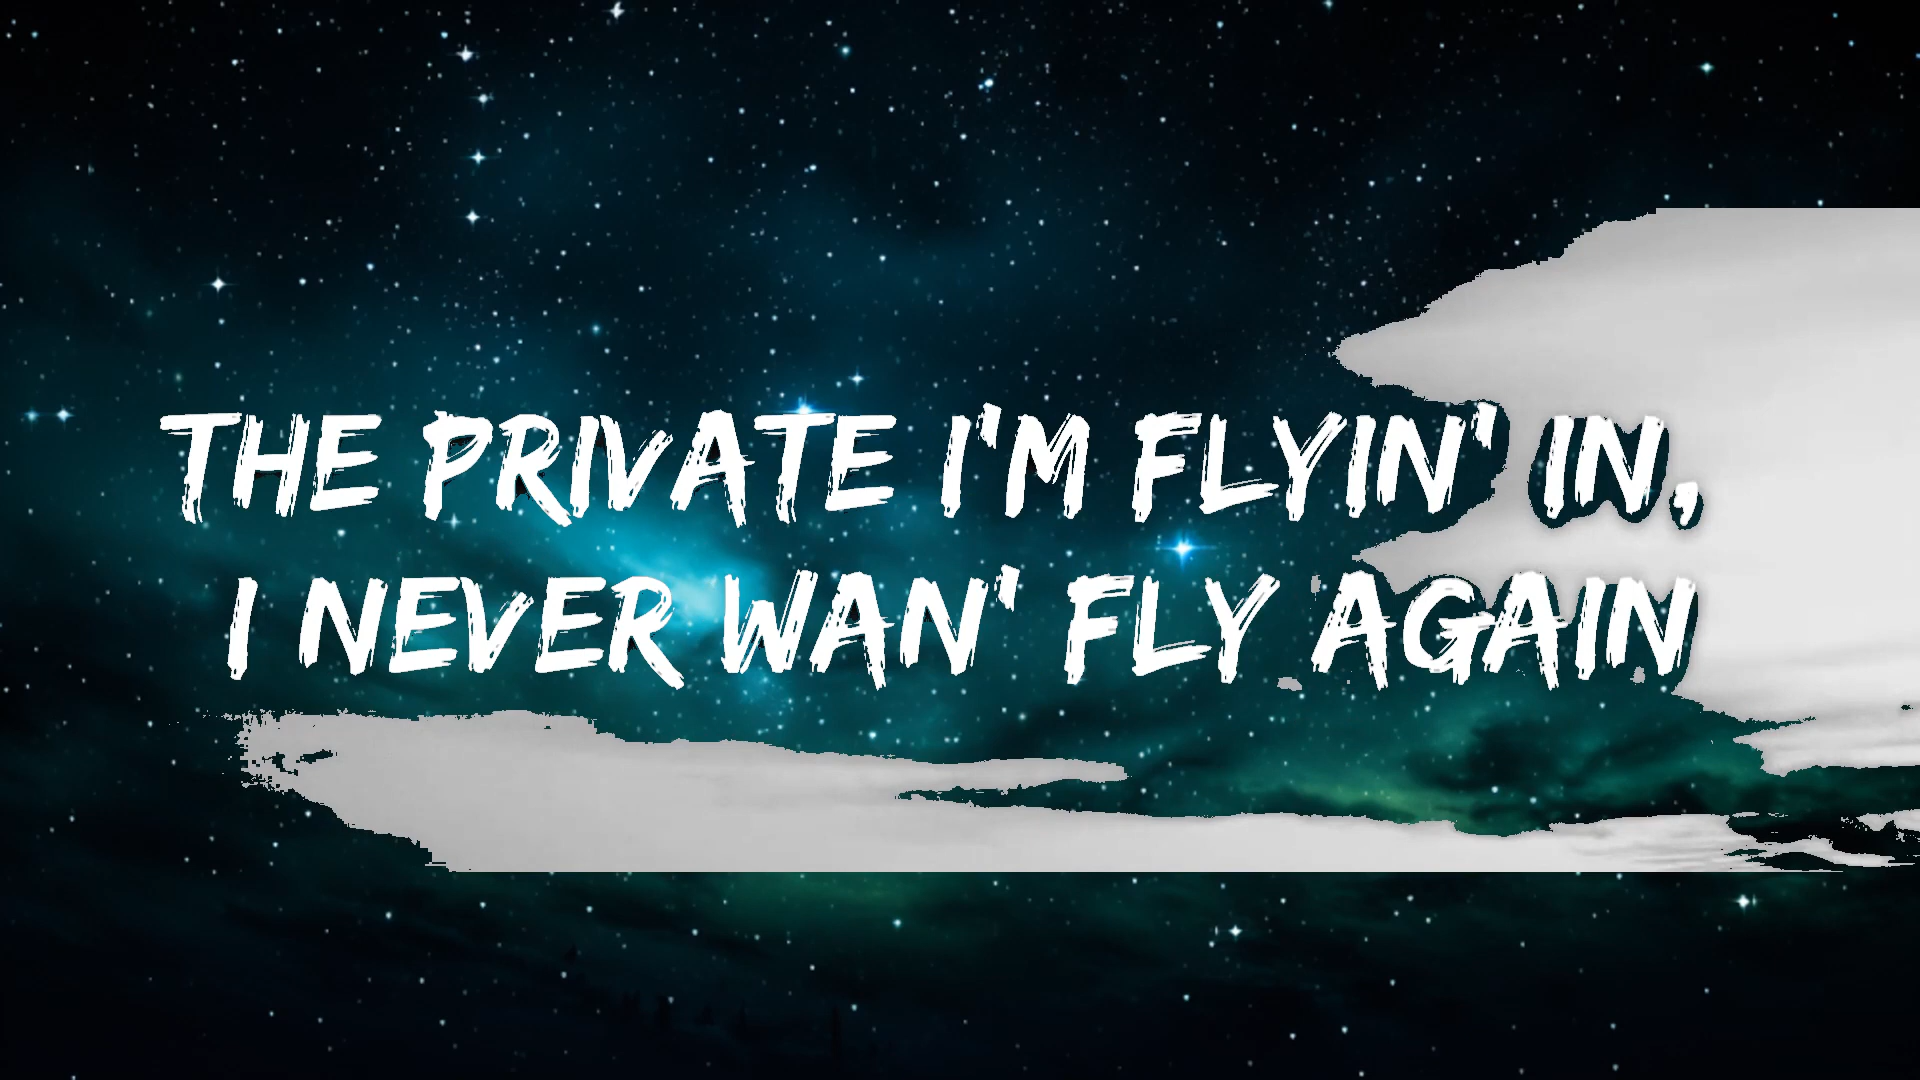 THE PRIVATE I'M FLYIN' IN,
I NEVER WAN' FLY AGAIN